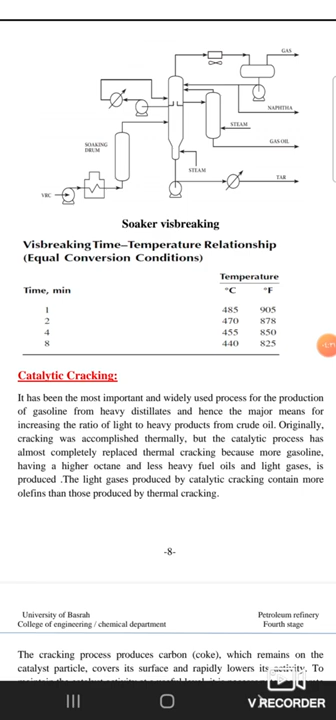 GAS
NAPHTHA
STEAM
SOAKING
DRUM
GAS OIL
STEAM
TAR
VRC
Soaker visbreaking
Visbreaking Time–Temperature Relationship
(Equal Conversion Conditions)
Temperature
Time, min °C °F
1 485 905
2 470 878
4 455 850
8 440 825
Catalytic Cracking:
It has been the most important and widely used process for the production
of gasoline from heavy distillates and hence the major means for
increasing the ratio of light to heavy products from crude oil. Originally,
cracking was accomplished thermally, but the catalytic process has
almost completely replaced thermal cracking because more gasoline,
having a higher octane and less heavy fuel oils and light gases, is
produced .The light gases produced by catalytic cracking contain more
olefins than those produced by thermal cracking.
-8-
University of Basrah Petroleum refinery
College of engineering / chemical department Fourth stage
The cracking process produces carbon (coke), which remains on the
catalyst particle, covers its surface and rapidly lowers its activity. To
V RECORDER